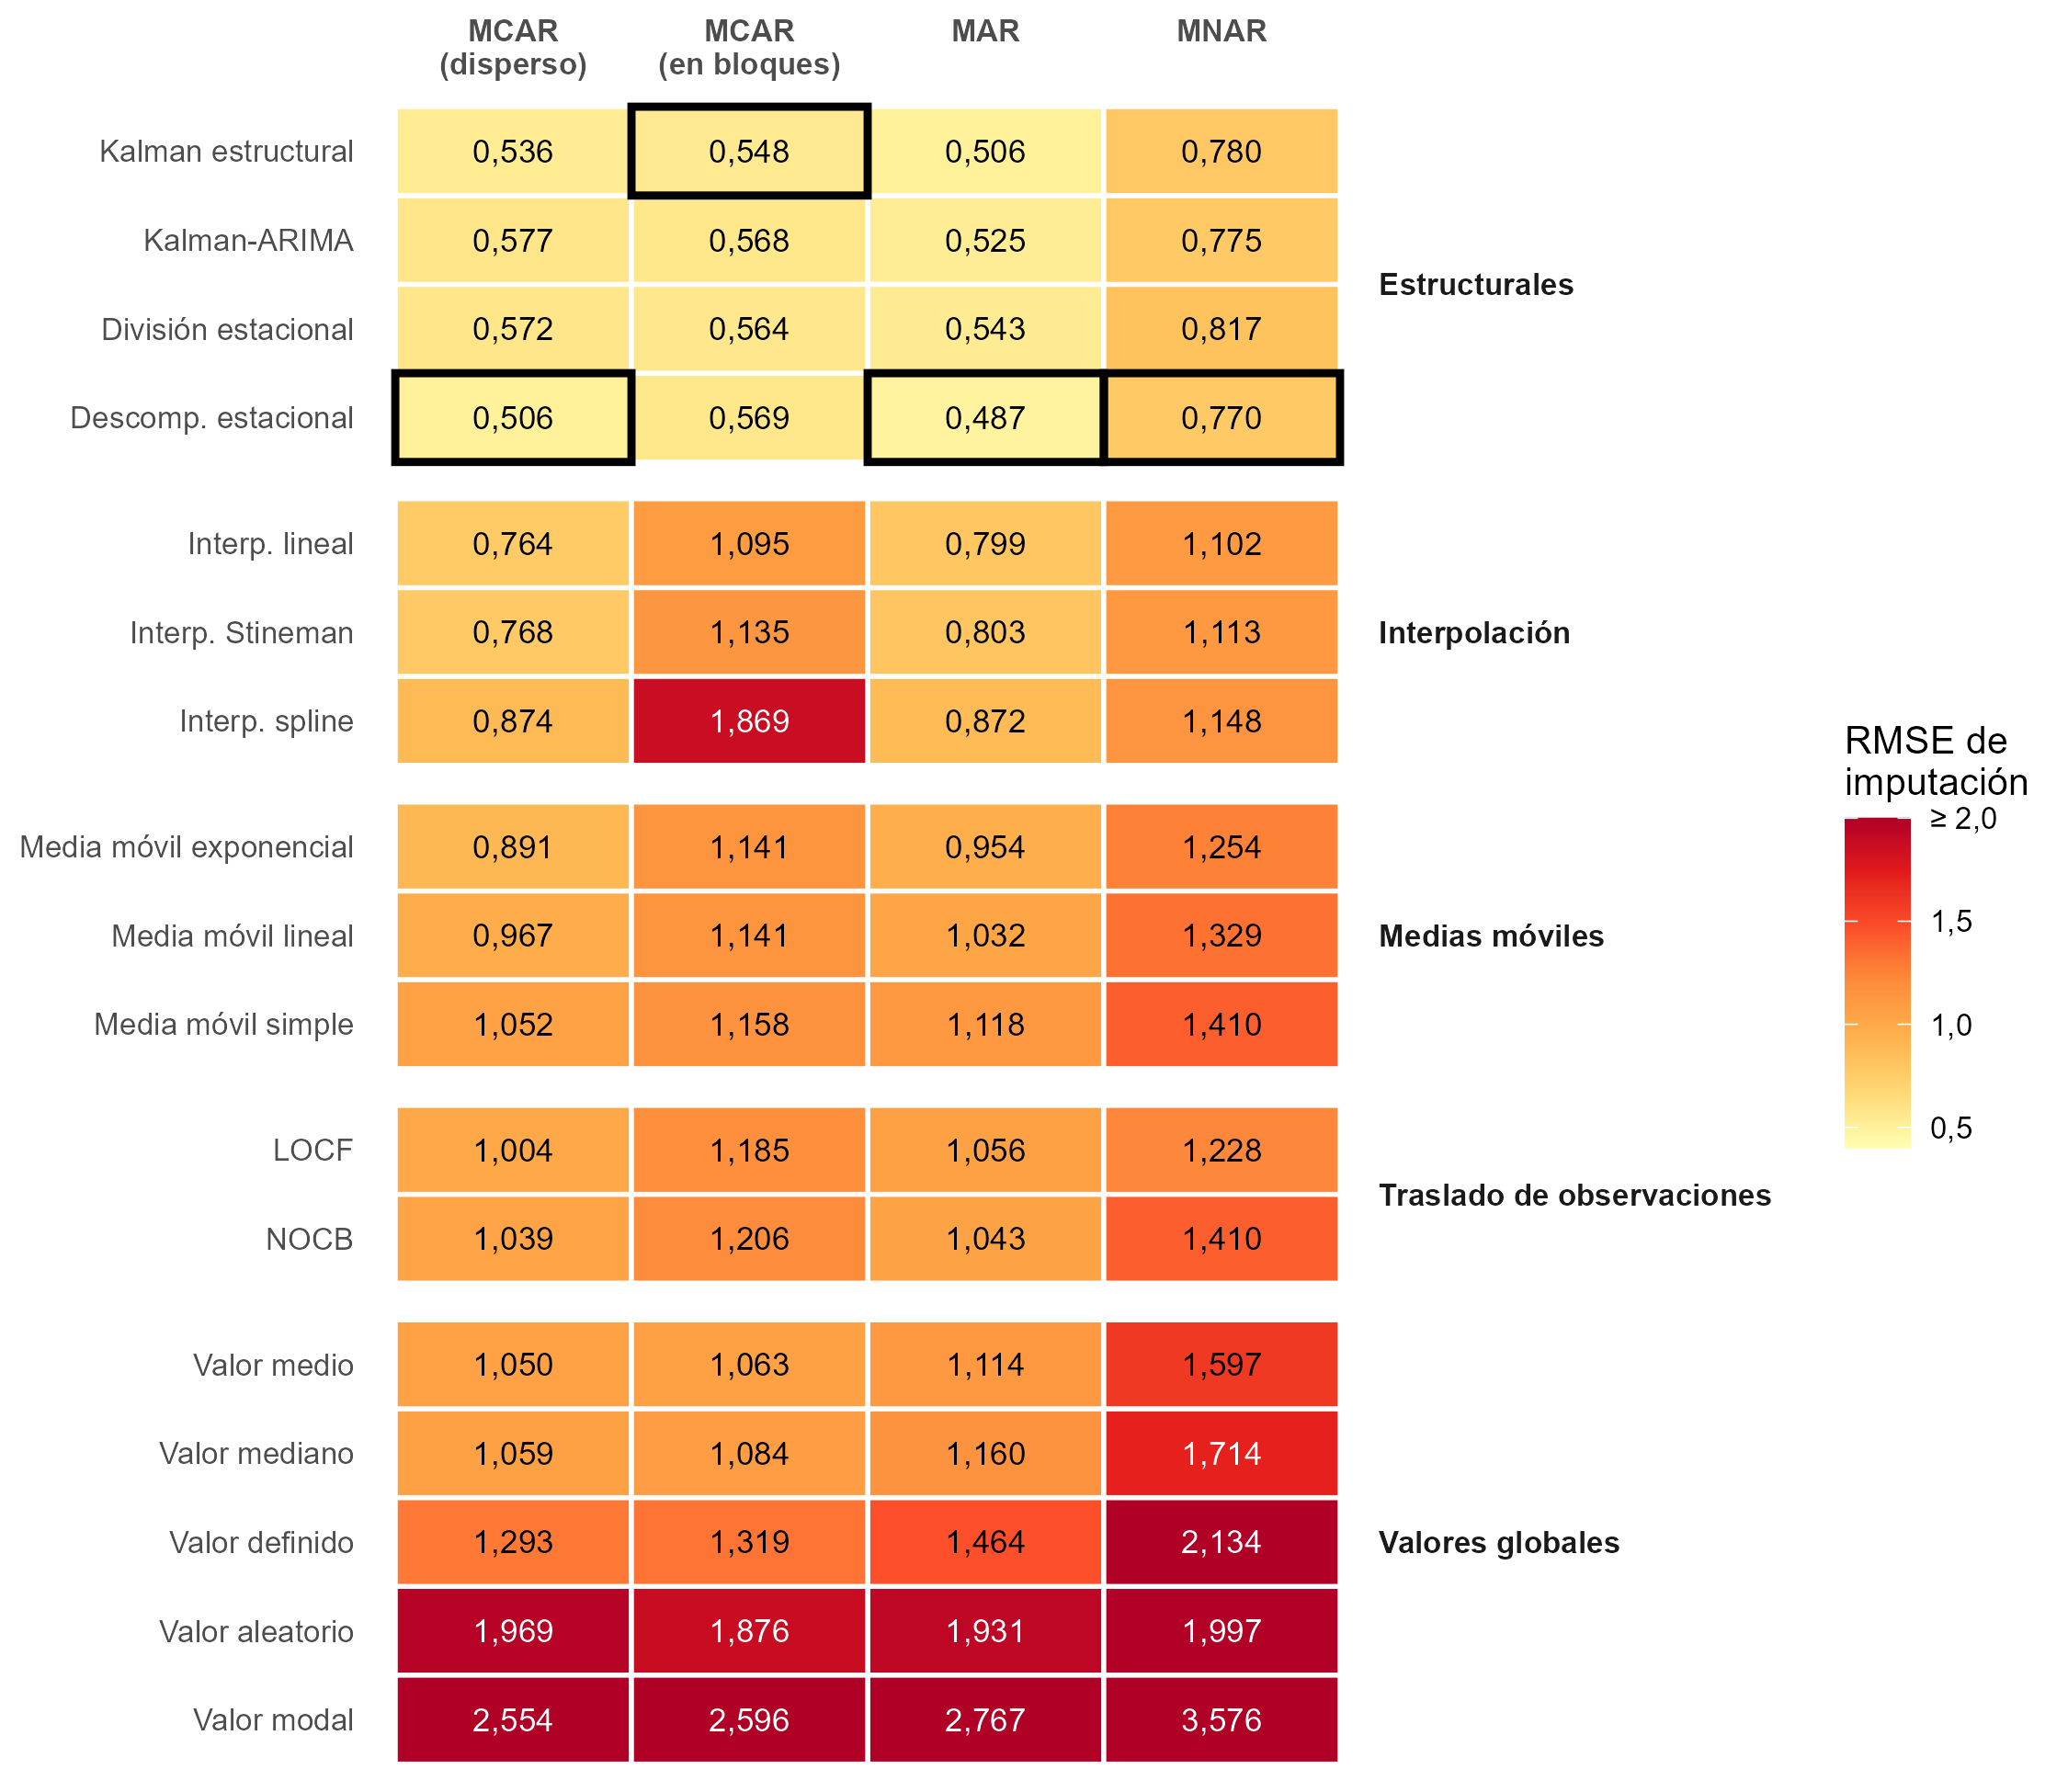 MCAR
(disperso)
MCAR
(en bloques)
MAR
MNAR
Kalman estructural 0,536 0,548 0,506 0,780
Kalman-ARIMA 0,577 0,568 0,525 0,775
Estructurales
División estacional 0,572 0,564 0,543 0,817
Descomp. estacional 0,506 0,569 0,487 0,770
Interp. lineal 0,764 1,095 0,799 1,102
Interp. Stineman 0,768 1,135 0,803 1,113
Interpolación
Interp. spline 0,874 1,869 0,872 1,148
Media móvil exponencial 0,891 1,141 0,954 1,254
Media móvil lineal 0,967 1,141 1,032 1,329
Medias móviles
Media móvil simple 1,052 1,158 1,118 1,410
LOCF 1,004 1,185 1,056 1,228
Traslado de observaciones
NOCB 1,039 1,206 1,043 1,410
Valor medio 1,050 1,063 1,114 1,597
Valor mediano 1,059 1,084 1,160 1,714
Valor definido 1,293 1,319 1,464 2,134
Valores globales
Valor aleatorio 1,969 1,876 1,931 1,997
Valor modal 2,554 2,596 2,767 3,576
RMSE de
imputación
≥ 2,0
1,5
1,0
0,5